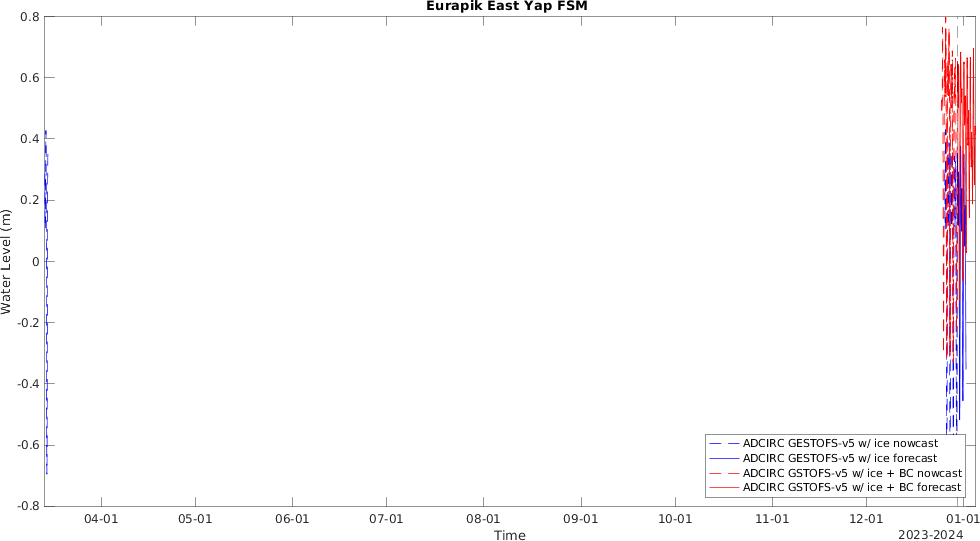 Eurapik East Yap FSM
0.8
0.6
0.4
0.2
0
-0.2
-0.4
-0.6
-0.8
Water Level (m)
04-01 05-01 06-01 07-01 08-01 09-01 10-01 11-01 12-01 01-01
Time
2023-2024
ADCIRC GESTOFS-v5 w/ ice nowcast
ADCIRC GESTOFS-v5 w/ ice forecast
ADCIRC GSTOFS-v5 w/ ice + BC nowcast
ADCIRC GSTOFS-v5 w/ ice + BC forecast